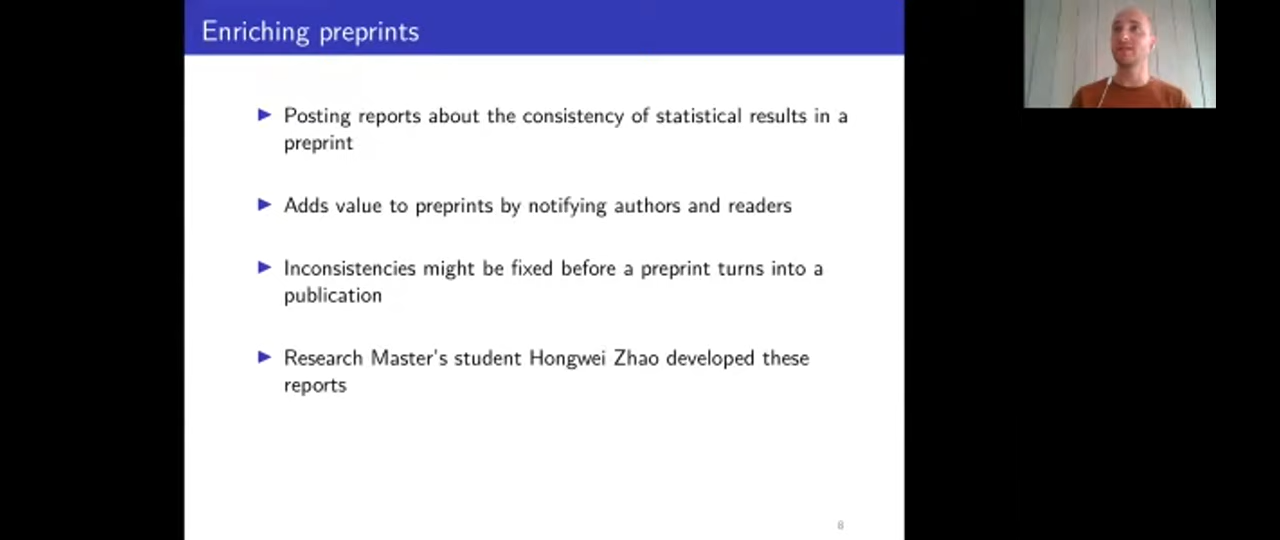 Enriching preprints
Posting reports about the consistency of statistical results in a
preprint
Adds value to preprints by notifying authors and readers
Inconsistencies might be fixed before a preprint turns into a
publication
Research Master's student Hongwei Zhao developed these
reports
8